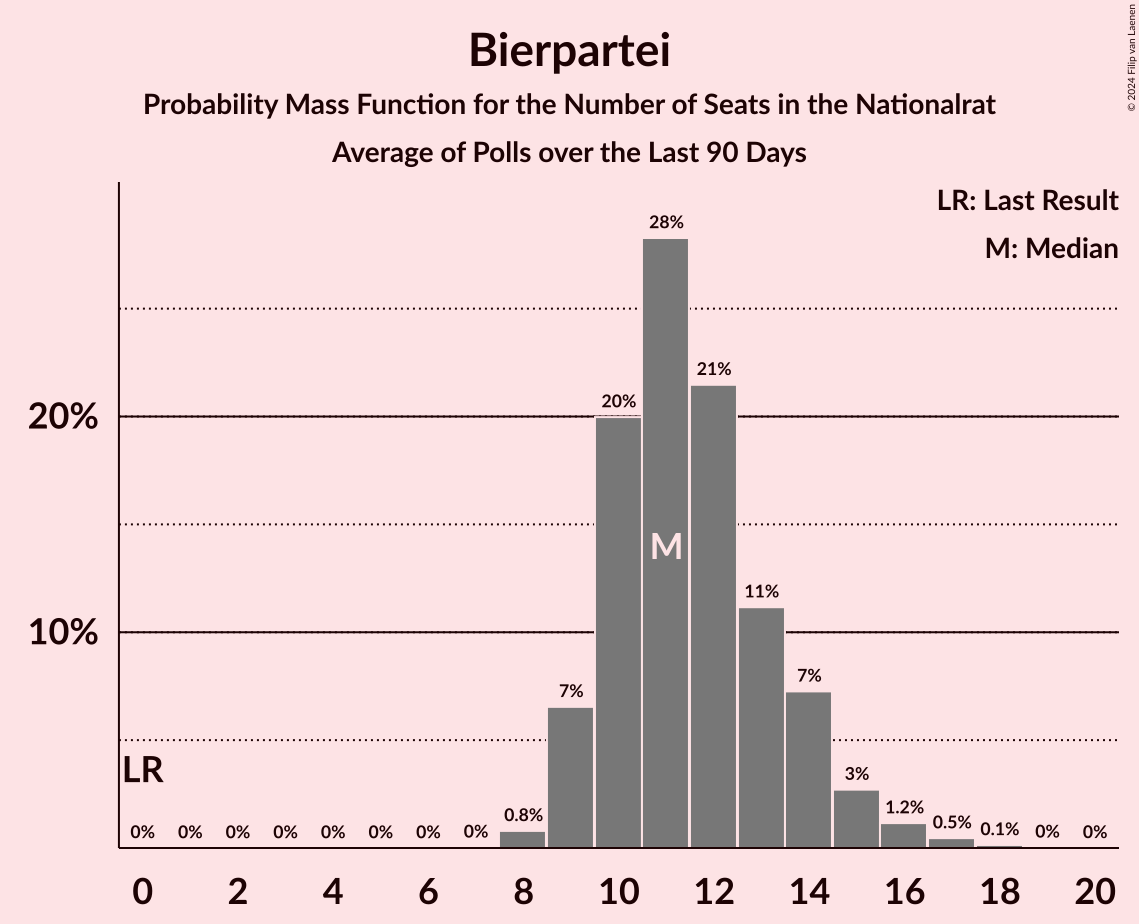 Bierpartei
Probability Mass Function for the Number of Seats in the Nationalrat
Average of Polls over the Last 90 Days
© 2024 Filip van Laenen
LR: Last Result
M: Median
28%
21%
20%
20%
M
11%
10%
7%
7%
LR
3%
1.2%
0.8%
0.5%
0.1%
0% 0% 0% 0% 0% 0% 0% 0% 0% 0%
0 2 4 6 8 10 12 14 16 18 20